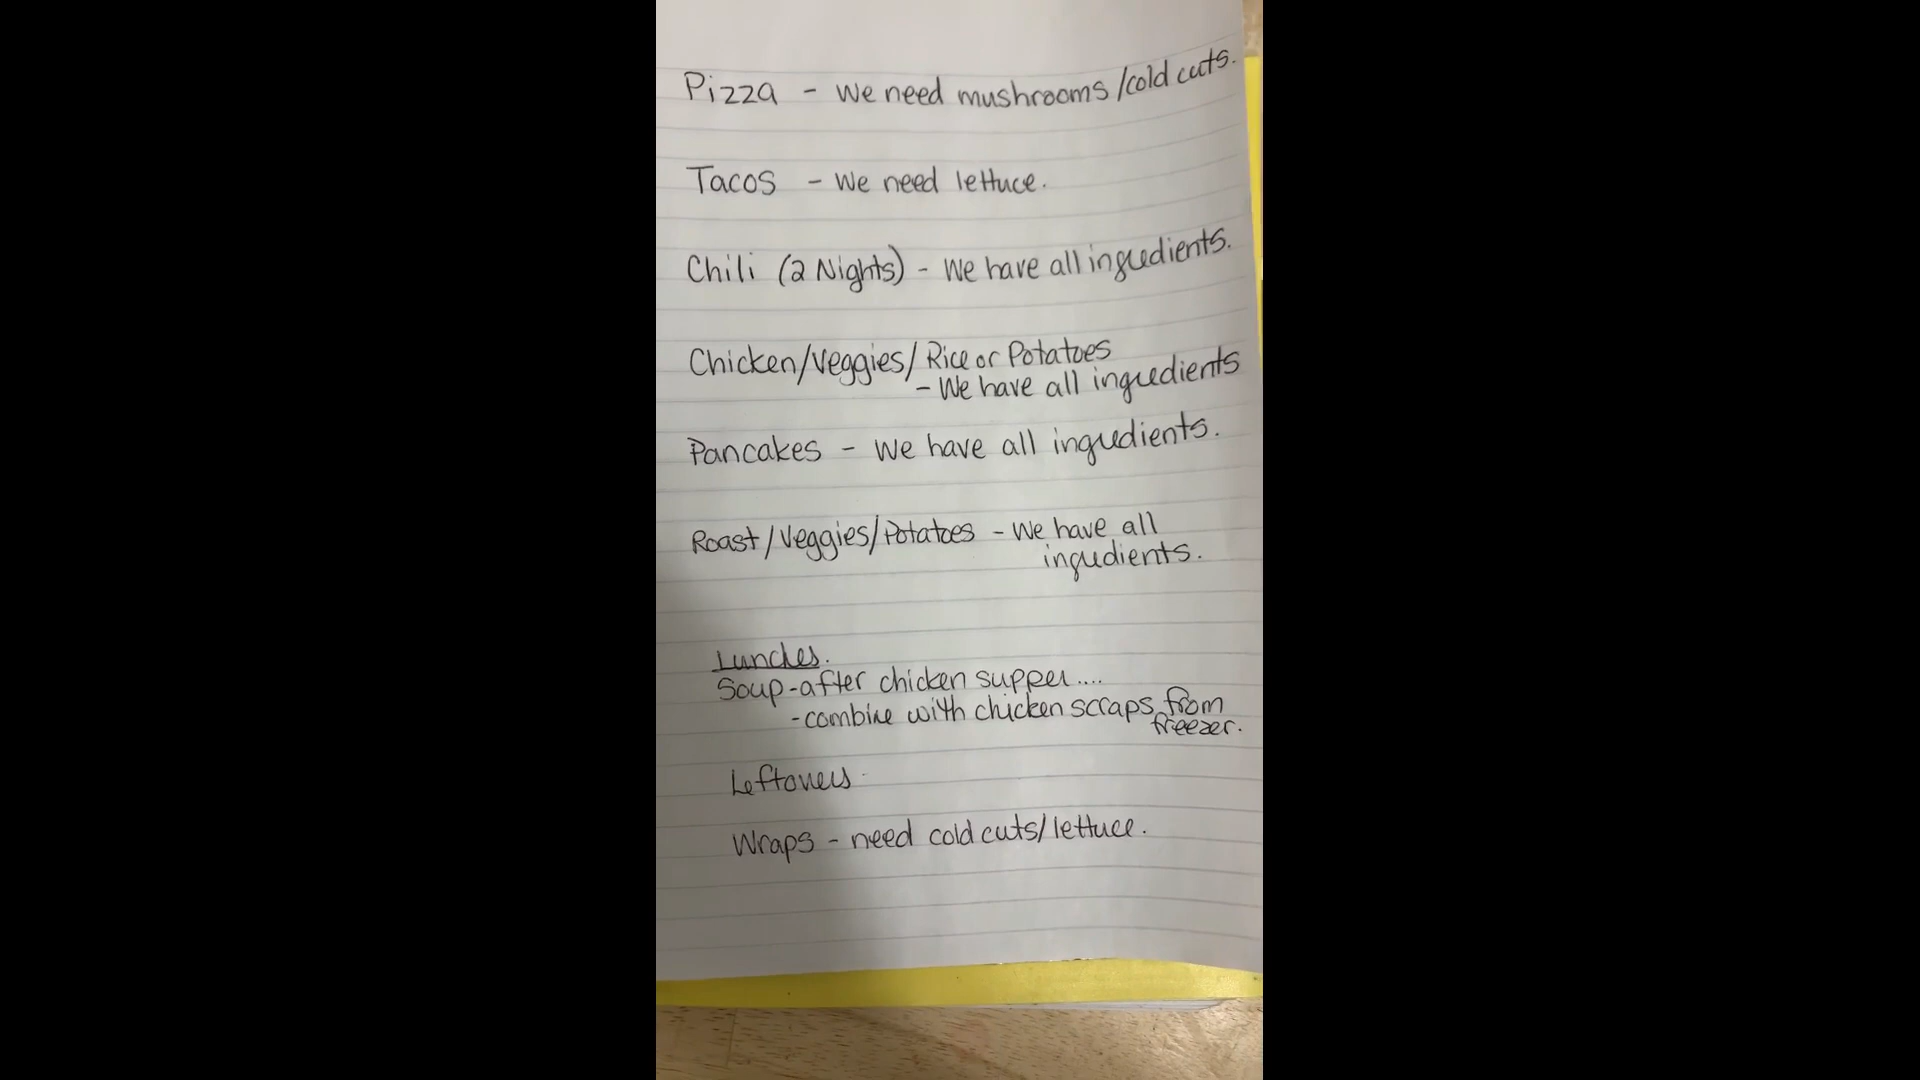 Pizza - We need mushrooms/cold cuts.
Tacos - We need lettuce.
Chili (2 Nights) - We have all ingredients.
Chicken/Veggies/Rice or Potatoes
- We have all ingredients
Pancakes - We have all ingredients.
Roast/Veggies/Potatoes - We have all
ingredients.
Lunches.
Soup - after chicken supper....
- combine with chicken scraps from
freezer.
Leftovers
Wraps - need cold cuts/lettuce.